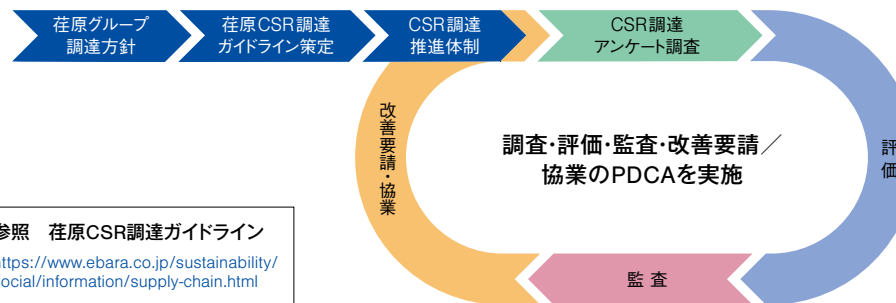 荏原グループ
調達方針
荏原CSR調達
ガイドライン策定
CSR調達
推進体制
CSR調達
アンケート調査
改善要請・協業
調査・評価・監査・改善要請／
協業のPDCAを実施
評価
監 査
参照　荏原CSR調達ガイドライン
ttps://www.ebara.co.jp/sustainability/
ocial/information/supply-chain.html